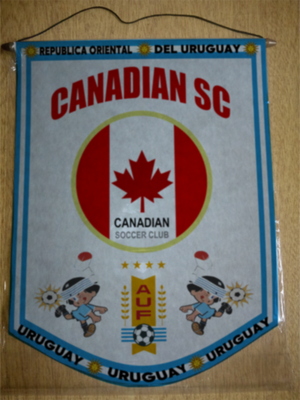 REPUBLICA ORIENTAL DEL URUGUAY
CANADIAN SC
CANADIAN
SOCCER CLUB
AUF
URUGUAY URUGUAY URUGUAY